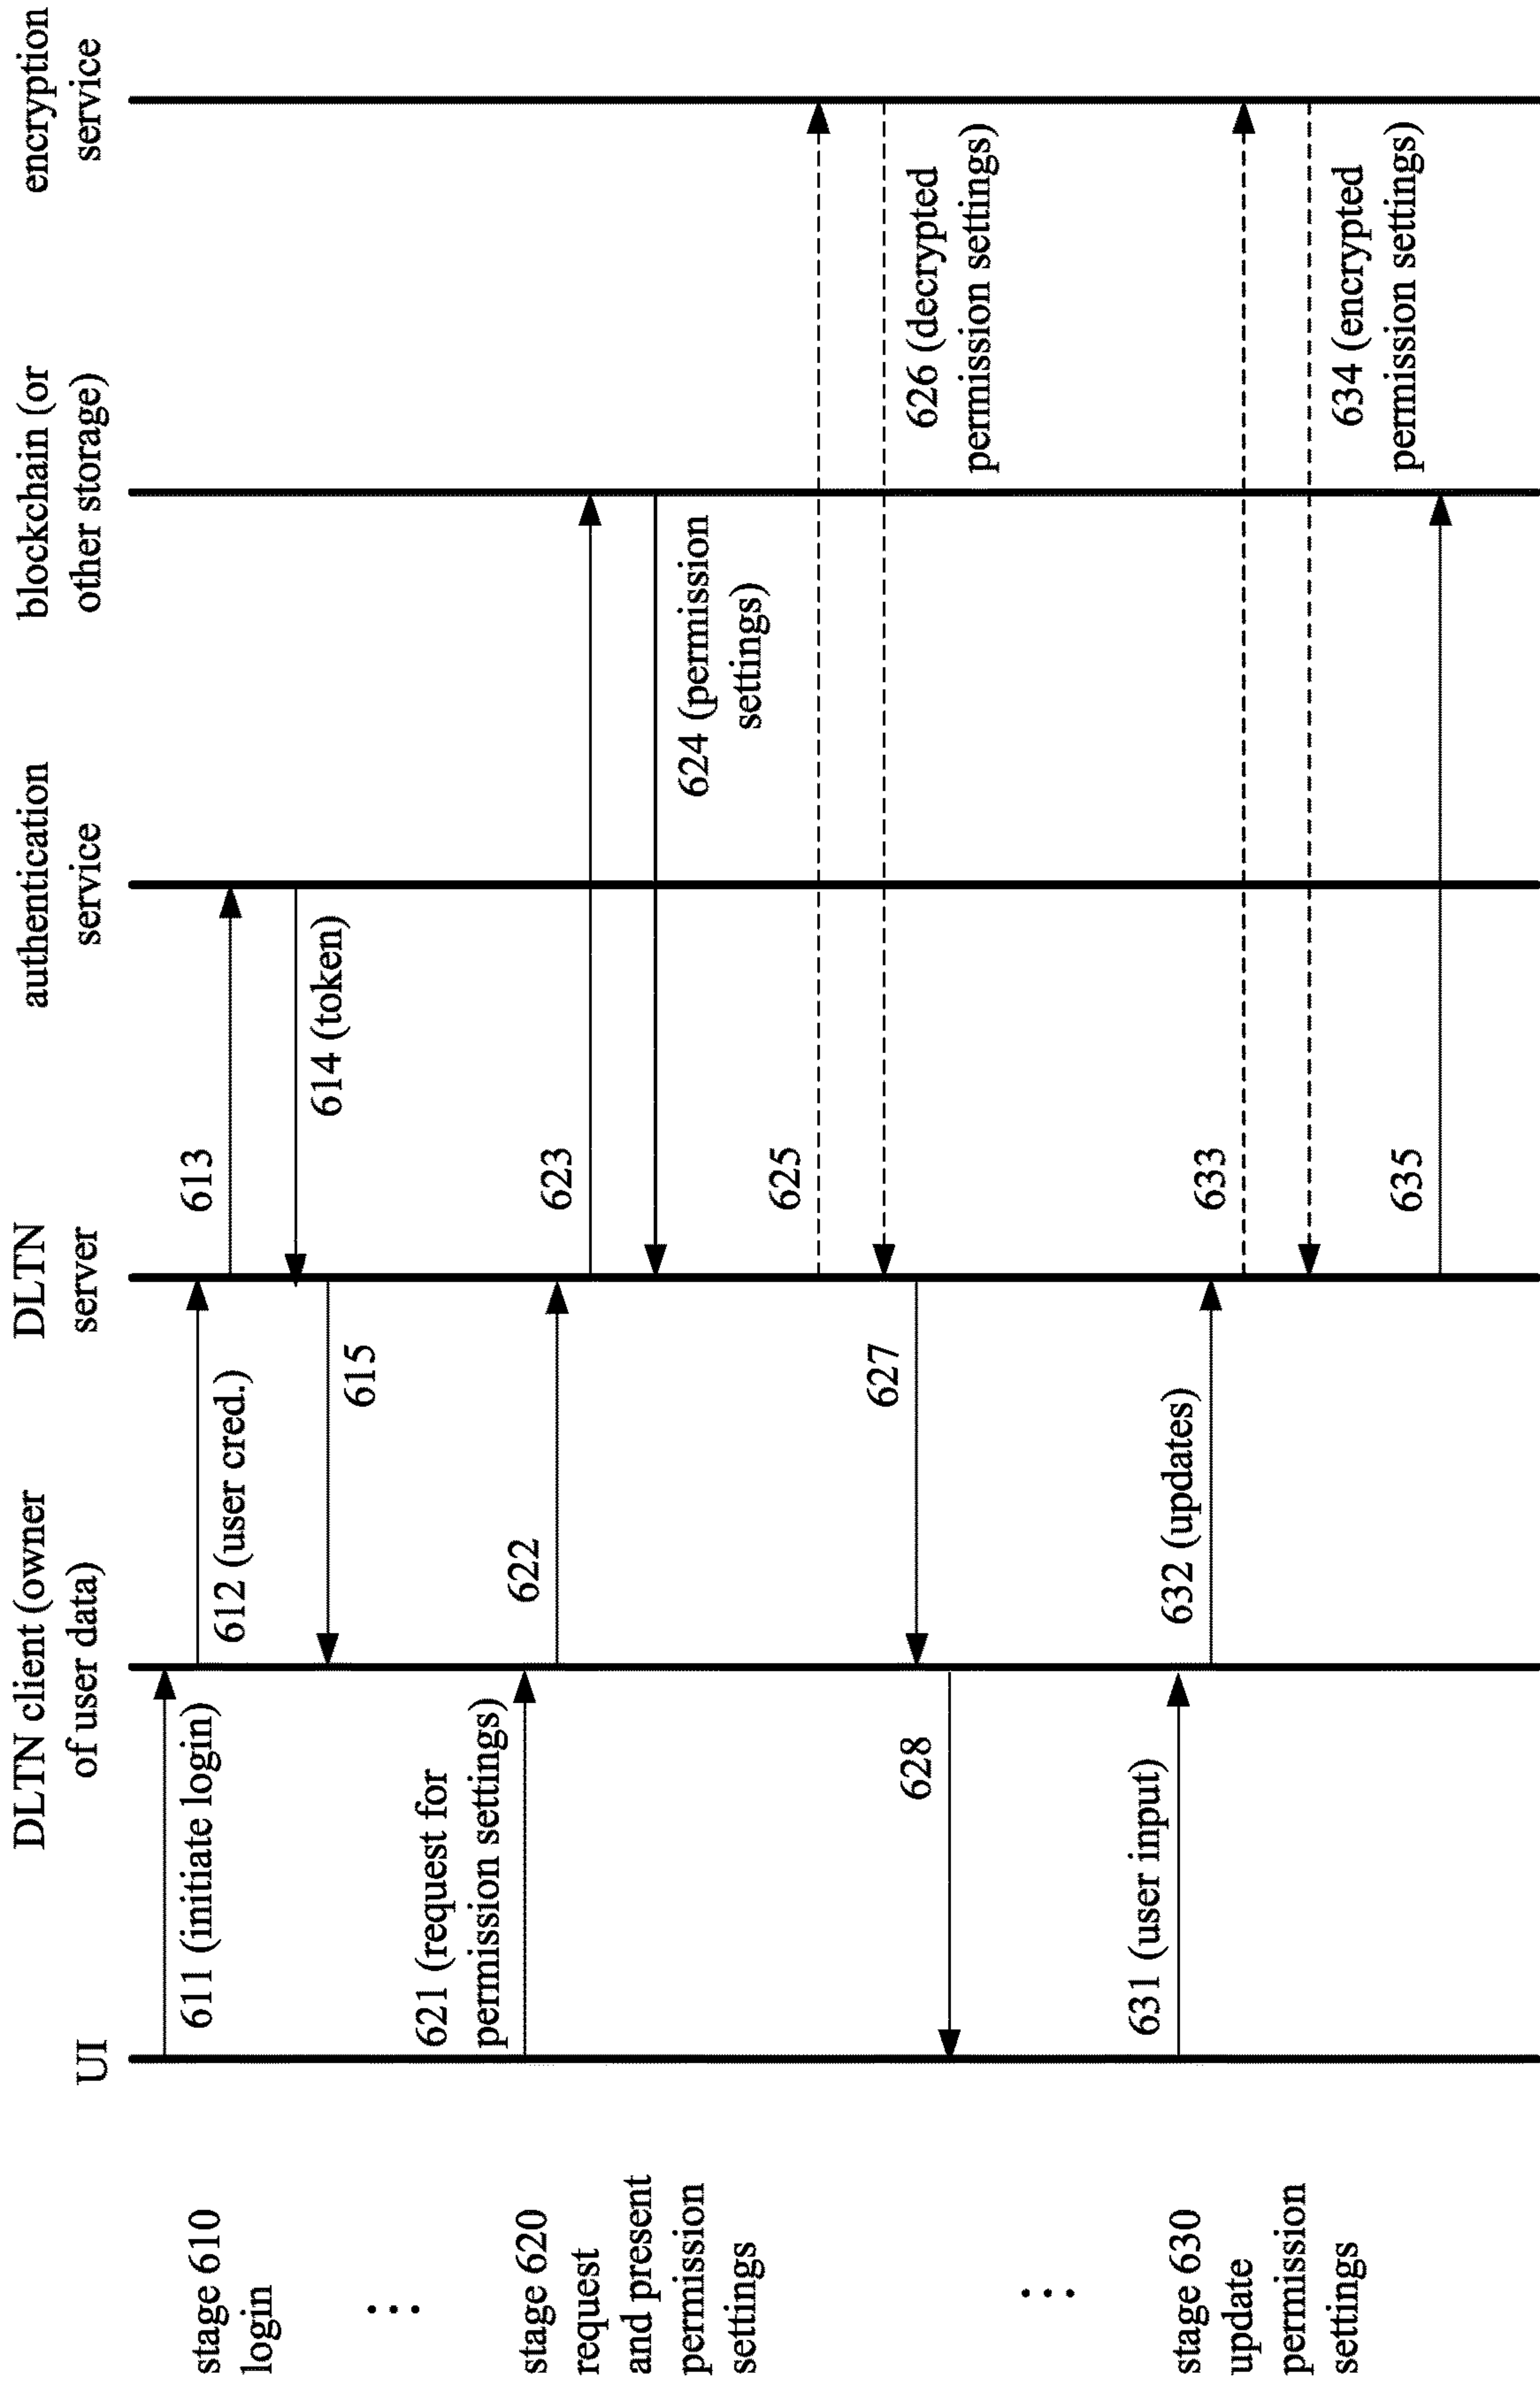 UI
DLTN client (owner
of user data)
DLTN
server
authentication
service
blockchain (or
other storage)
encryption
service
stage 610
login
611 (initiate login)
612 (user cred.)
613
614 (token)
615
⋮
stage 620
request
and present
permission
settings
621 (request for
permission settings)
622
623
624 (permission
settings)
625
626 (decrypted
permission settings)
627
628
⋮
stage 630
update
permission
settings
631 (user input)
632 (updates)
633
634 (encrypted
permission settings)
635